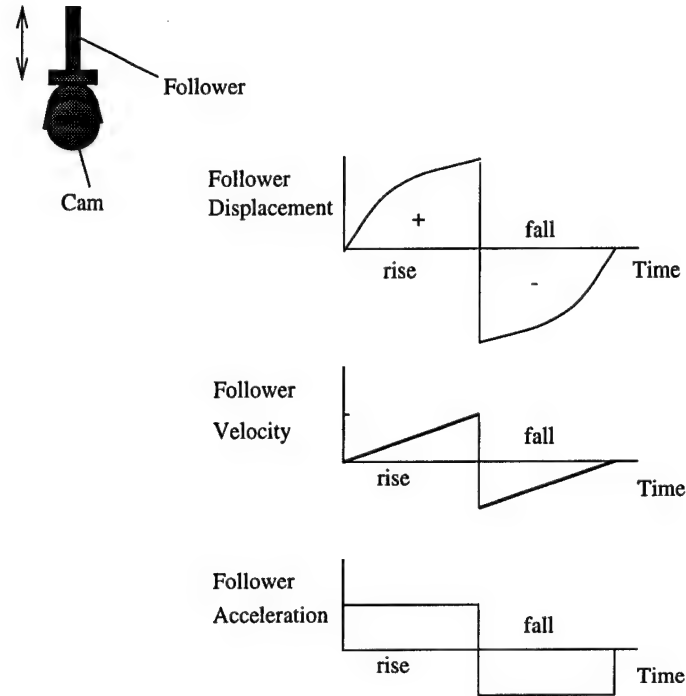 Follower
Cam
Follower
Displacement
+
fall
rise
Time
-
Follower
Velocity
fall
rise
Time
Follower
Acceleration
fall
rise
Time